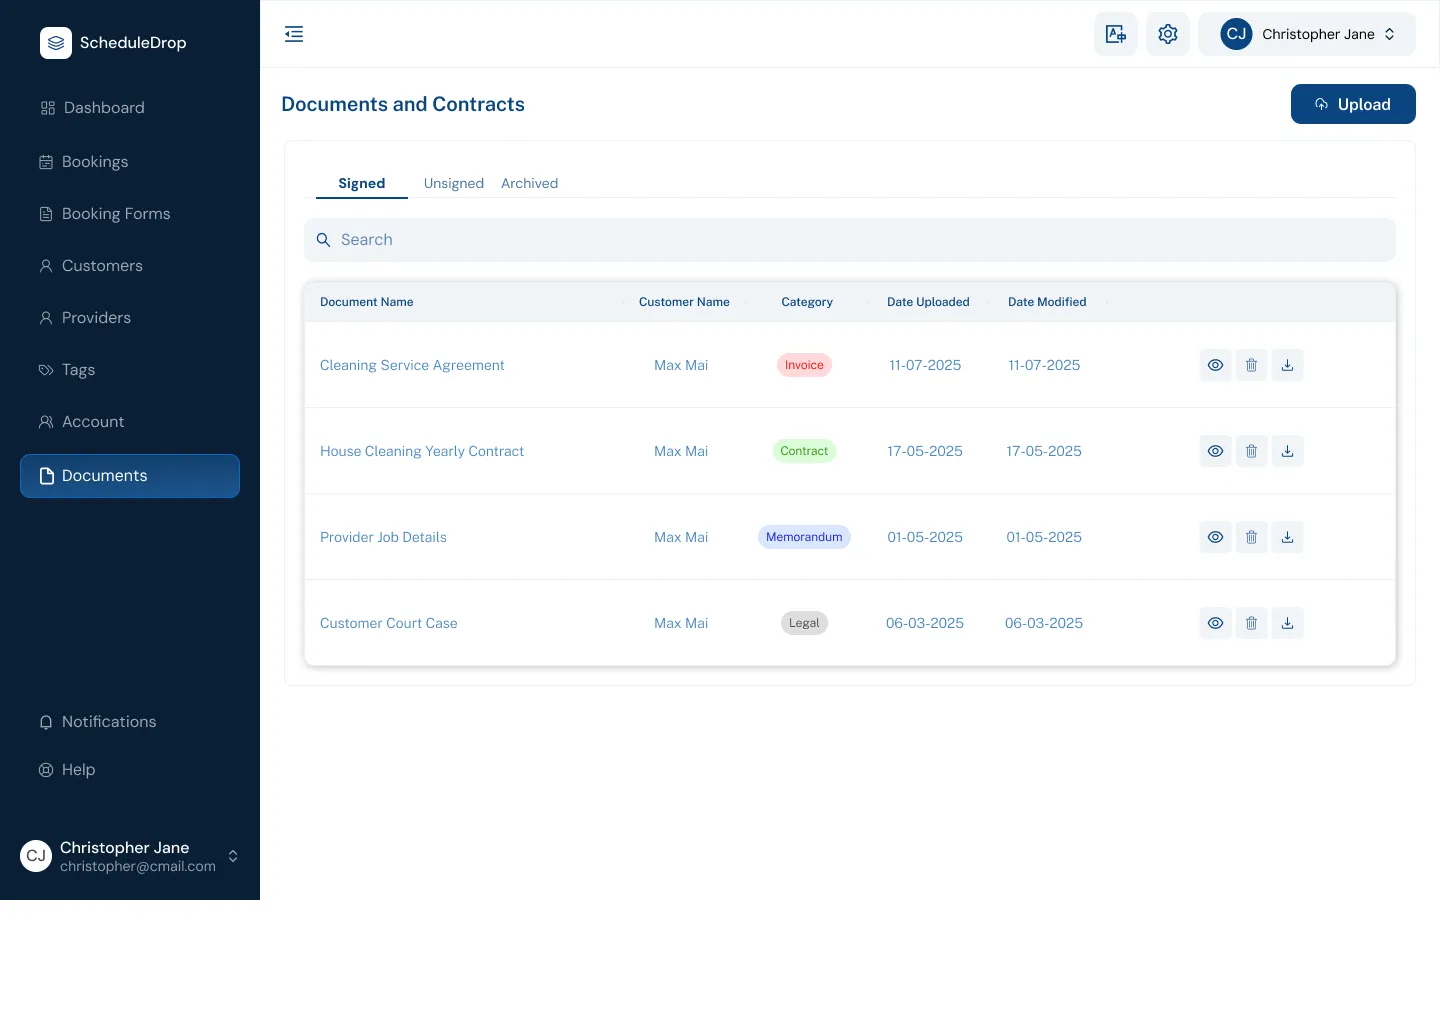 ScheduleDrop
Dashboard
Bookings
Booking Forms
Customers
Providers
Tags
Account
Documents
Notifications
Help
CJ
Christopher Jane
christopher@cmail.com
CJ Christopher Jane
Documents and Contracts
Upload
Signed Unsigned Archived
Search
Document Name Customer Name Category Date Uploaded Date Modified
Cleaning Service Agreement Max Mai Invoice 11-07-2025 11-07-2025
House Cleaning Yearly Contract Max Mai Contract 17-05-2025 17-05-2025
Provider Job Details Max Mai Memorandum 01-05-2025 01-05-2025
Customer Court Case Max Mai Legal 06-03-2025 06-03-2025